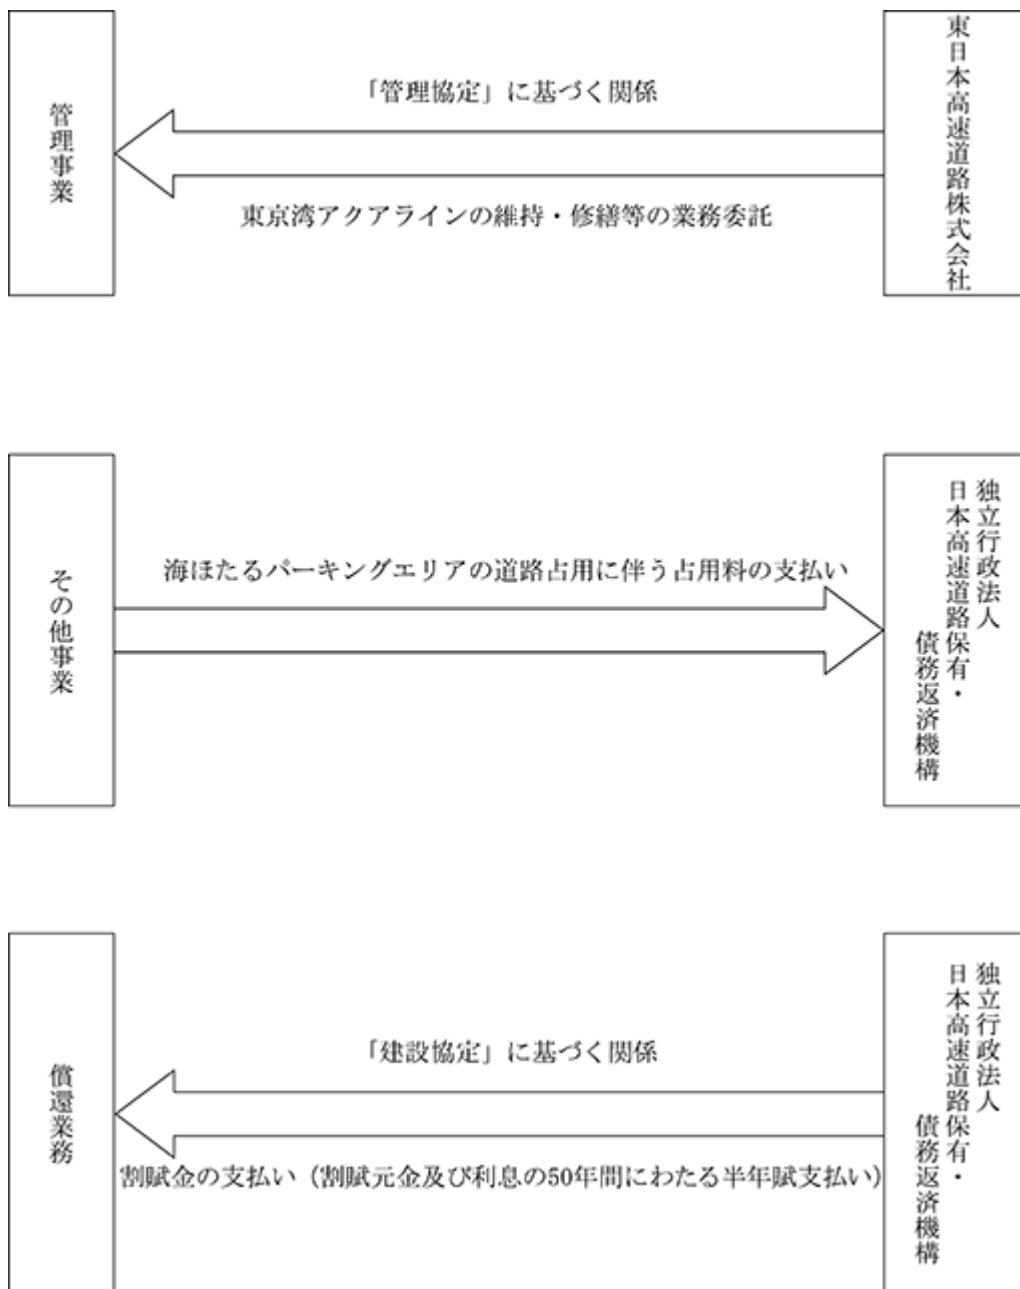 管理事業
「管理協定」に基づく関係
東京湾アクアラインの維持・修繕等の業務委託
東日本高速道路株式会社
その他事業
海ほたるパーキングエリアの道路占用に伴う占用料の支払い
独立行政法人
日本高速道路保有・
債務返済機構
償還業務
「建設協定」に基づく関係
割賦金の支払い（割賦元金及び利息の50年間にわたる半年賦支払い）
独立行政法人
日本高速道路保有・
債務返済機構